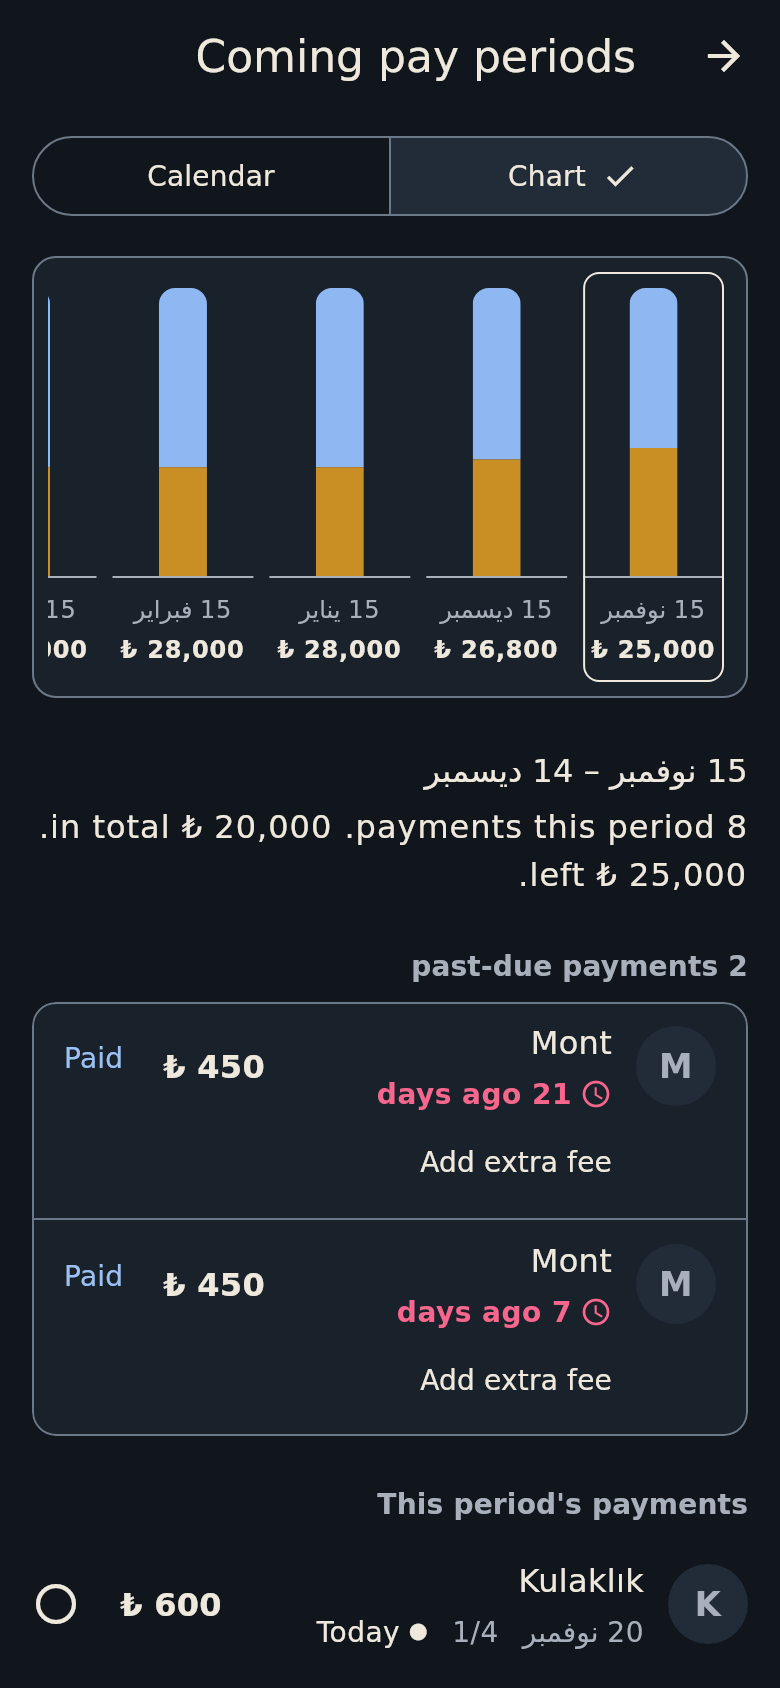 Coming pay periods
Calendar
Chart
15 نوفمبر
₺ 25,000
15 ديسمبر
₺ 26,800
15 يناير
₺ 28,000
15 فبراير
₺ 28,000
15
15 نوفمبر – 14 ديسمبر
8 payments this period. ₺ 20,000 in total.
₺ 25,000 left.
2 past-due payments
M
Mont
₺ 450
Paid
21 days ago
Add extra fee
M
Mont
₺ 450
Paid
7 days ago
Add extra fee
This period's payments
K
Kulaklık
₺ 600
20 نوفمبر 1/4 Today